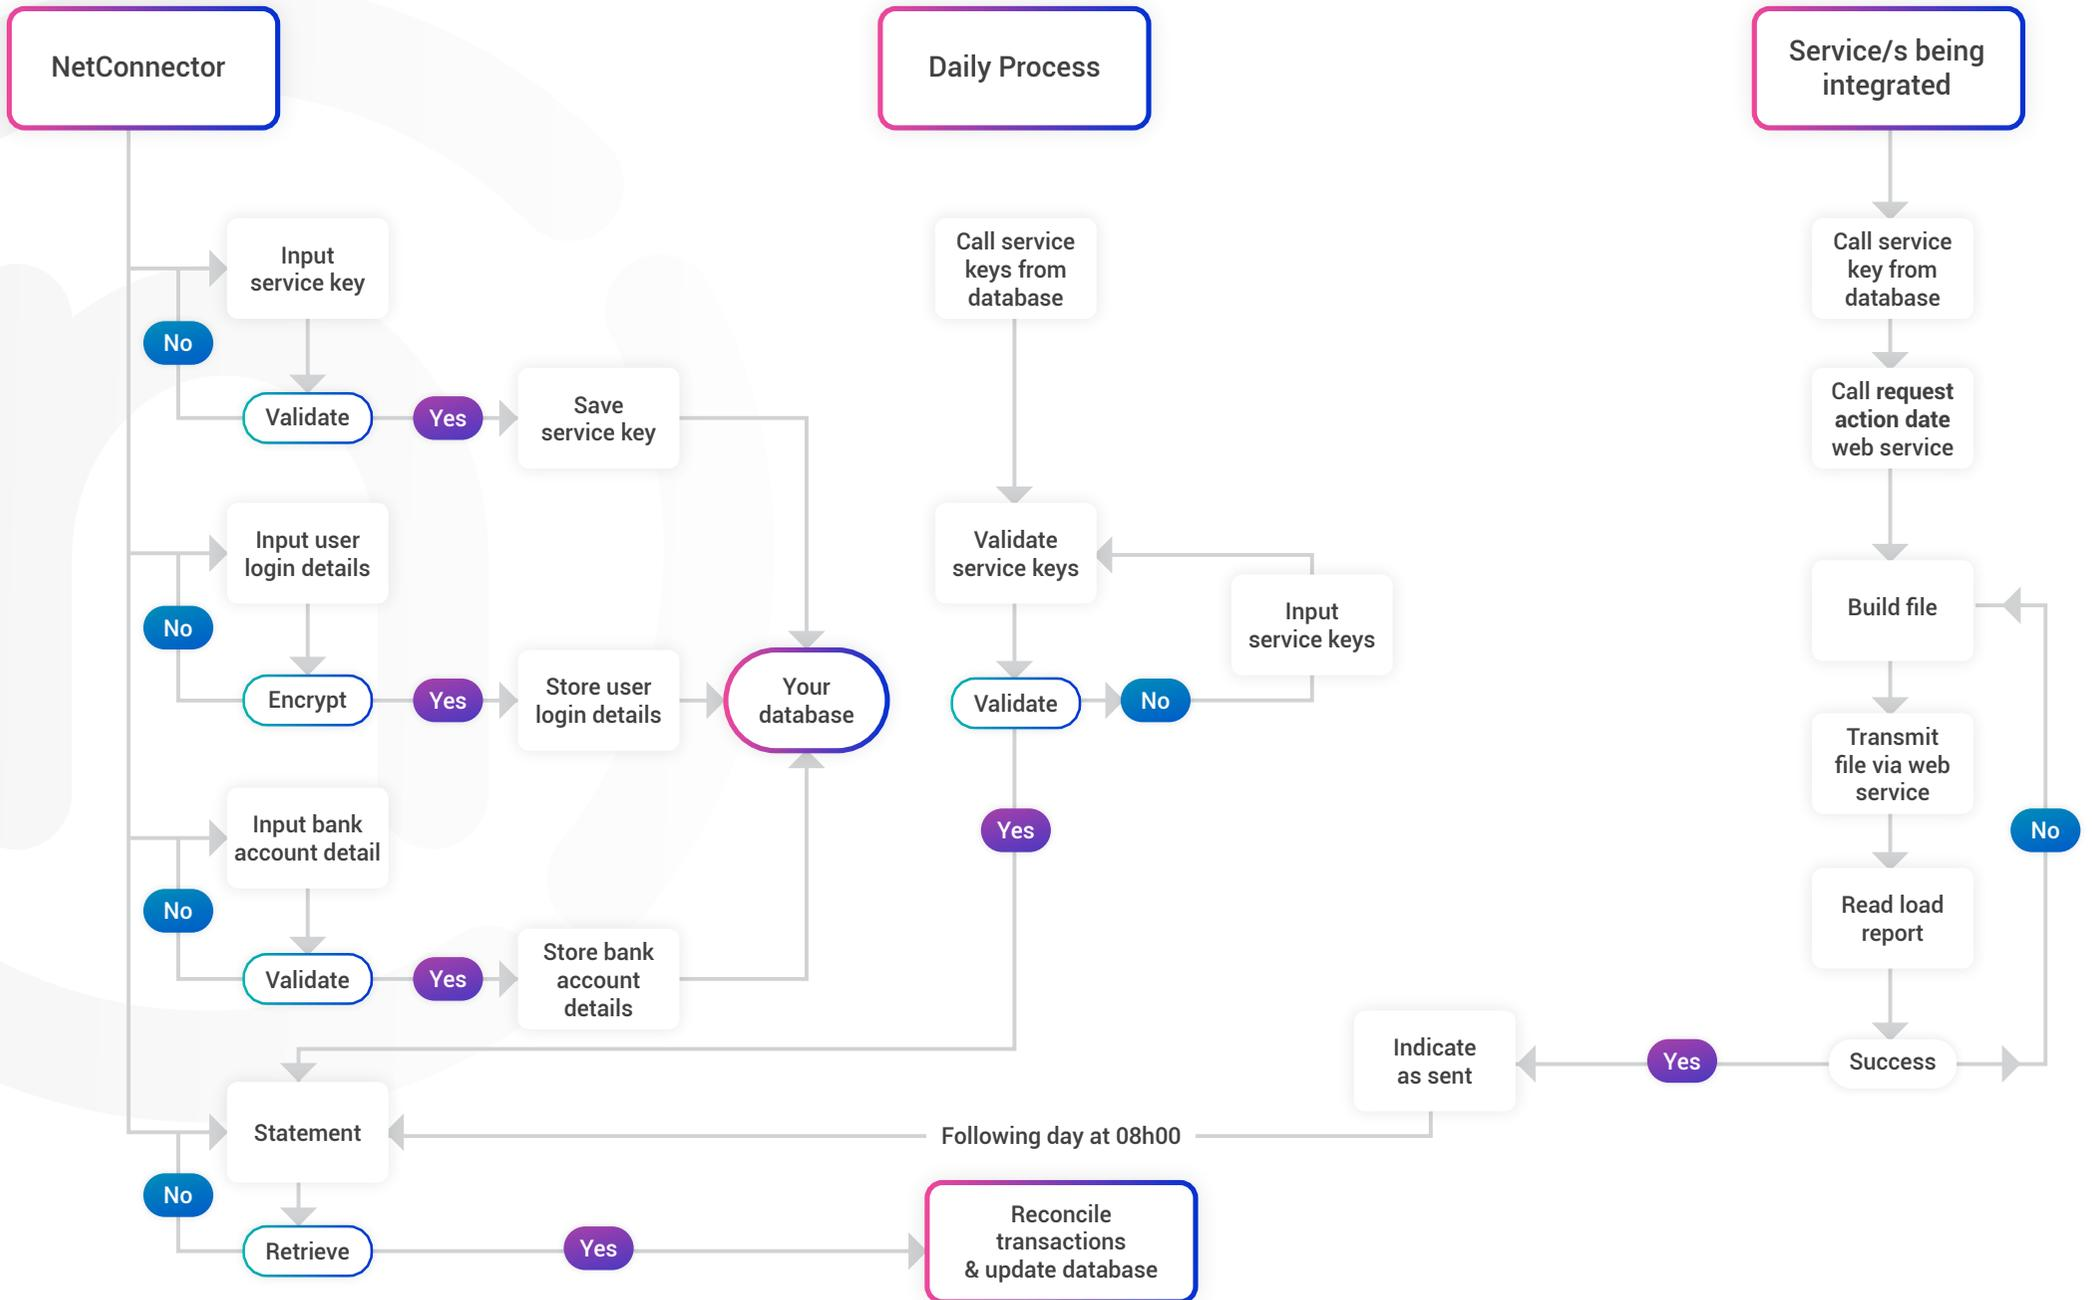 NetConnector
Daily Process
Service/s being
integrated
Input
service key
No
Validate
Yes
Save
service key
Input user
login details
No
Encrypt
Yes
Store user
login details
Your
database
Input bank
account detail
No
Validate
Yes
Store bank
account
details
Statement
No
Retrieve
Yes
Call service
keys from
database
Validate
service keys
Input
service keys
Validate
No
Yes
Following day at 08h00
Reconcile
transactions
& update database
Call service
key from
database
Call request
action date
web service
Build file
Transmit
file via web
service
No
Read load
report
Success
Yes
Indicate
as sent